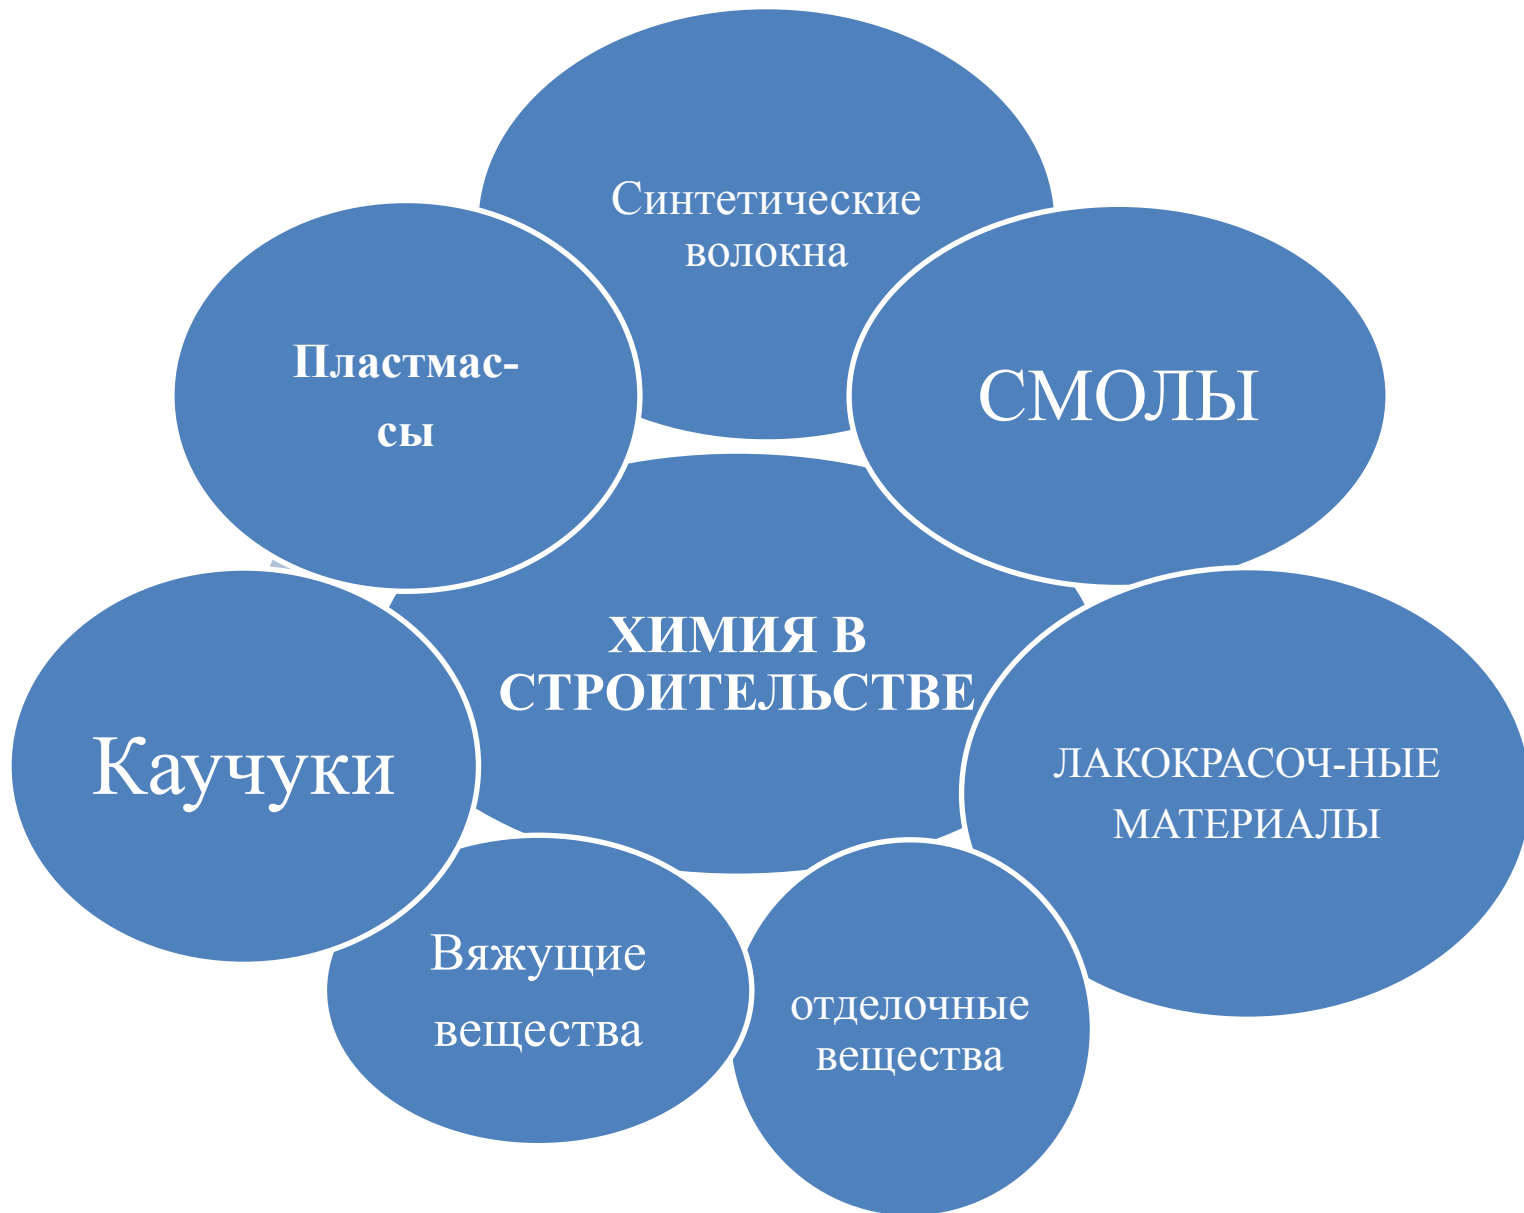 Синтетические
волокна
Пластмас-
сы
СМОЛЫ
ХИМИЯ В
СТРОИТЕЛЬСТВЕ
Каучуки
ЛАКОКРАСОЧ-НЫЕ
МАТЕРИАЛЫ
Вяжущие
вещества
отделочные
вещества